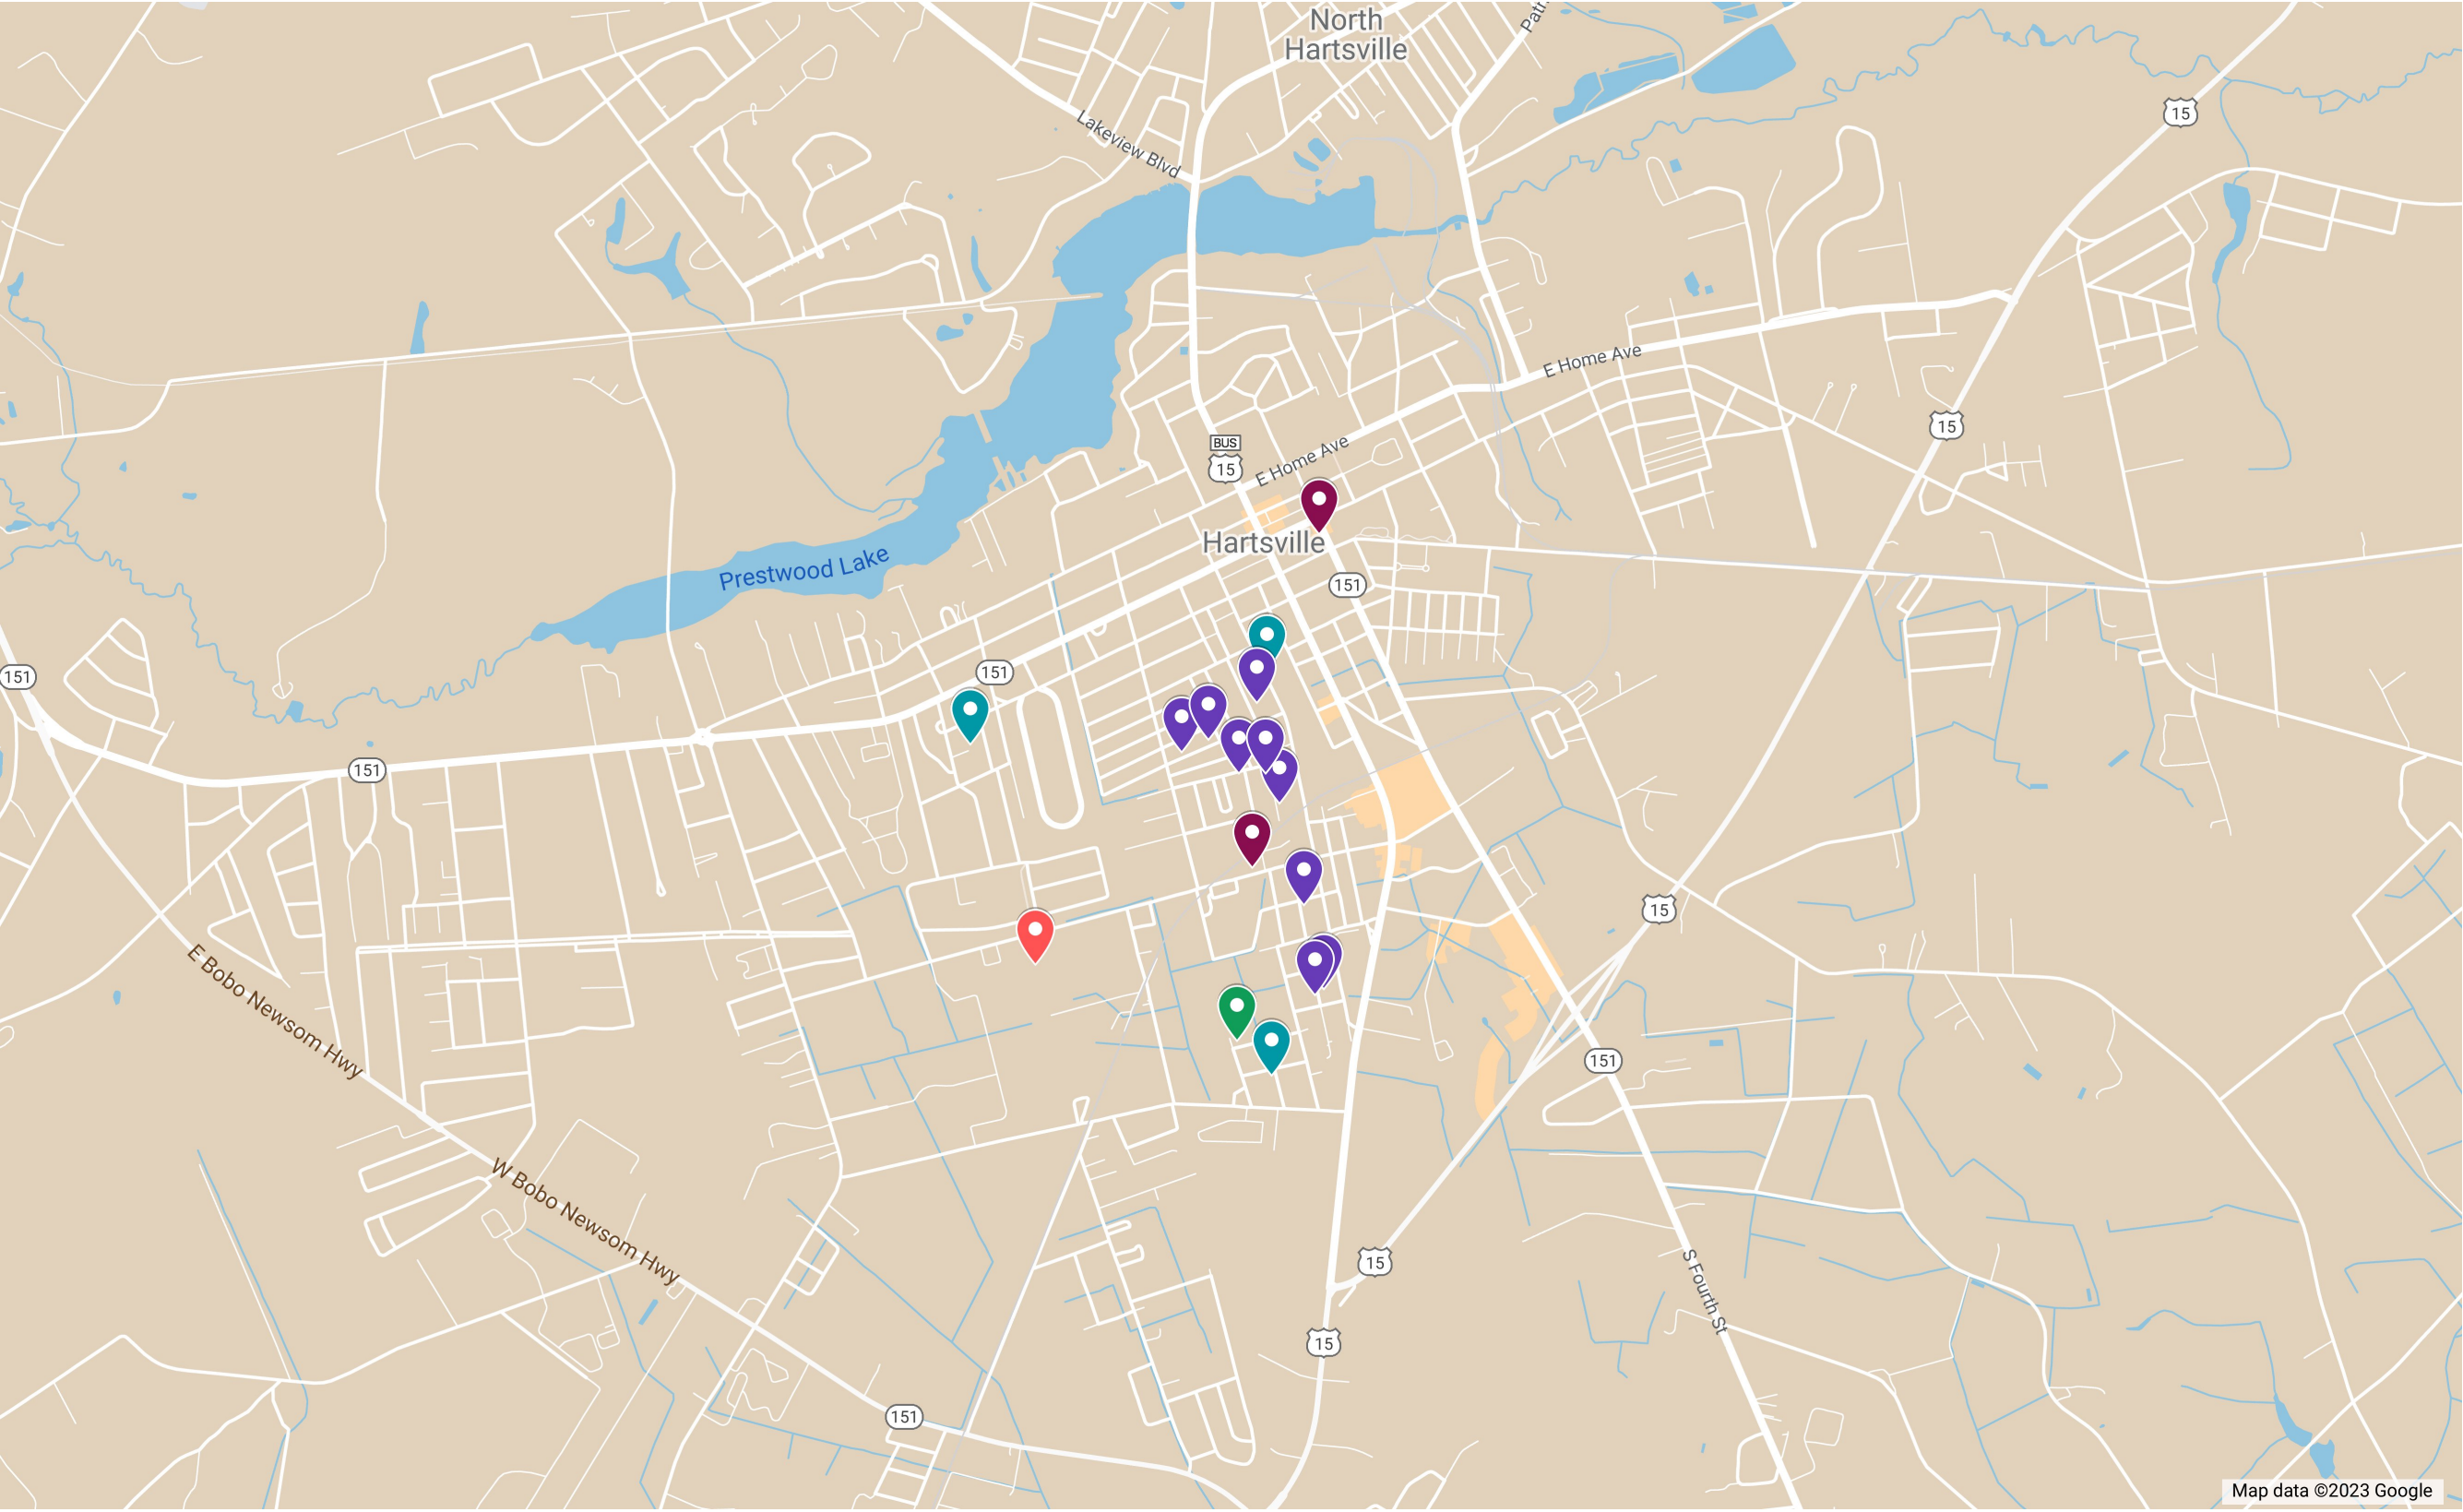 North
Hartsville
Patr
15
Lakeview Blvd
E Home Ave
BUS
15
15
E Home Ave
Hartsville
Prestwood Lake
151
151
151
151
15
E Bobo Newsom Hwy
151
W Bobo Newsom Hwy
15
S Fourth St
15
151
Map data ©2023 Google